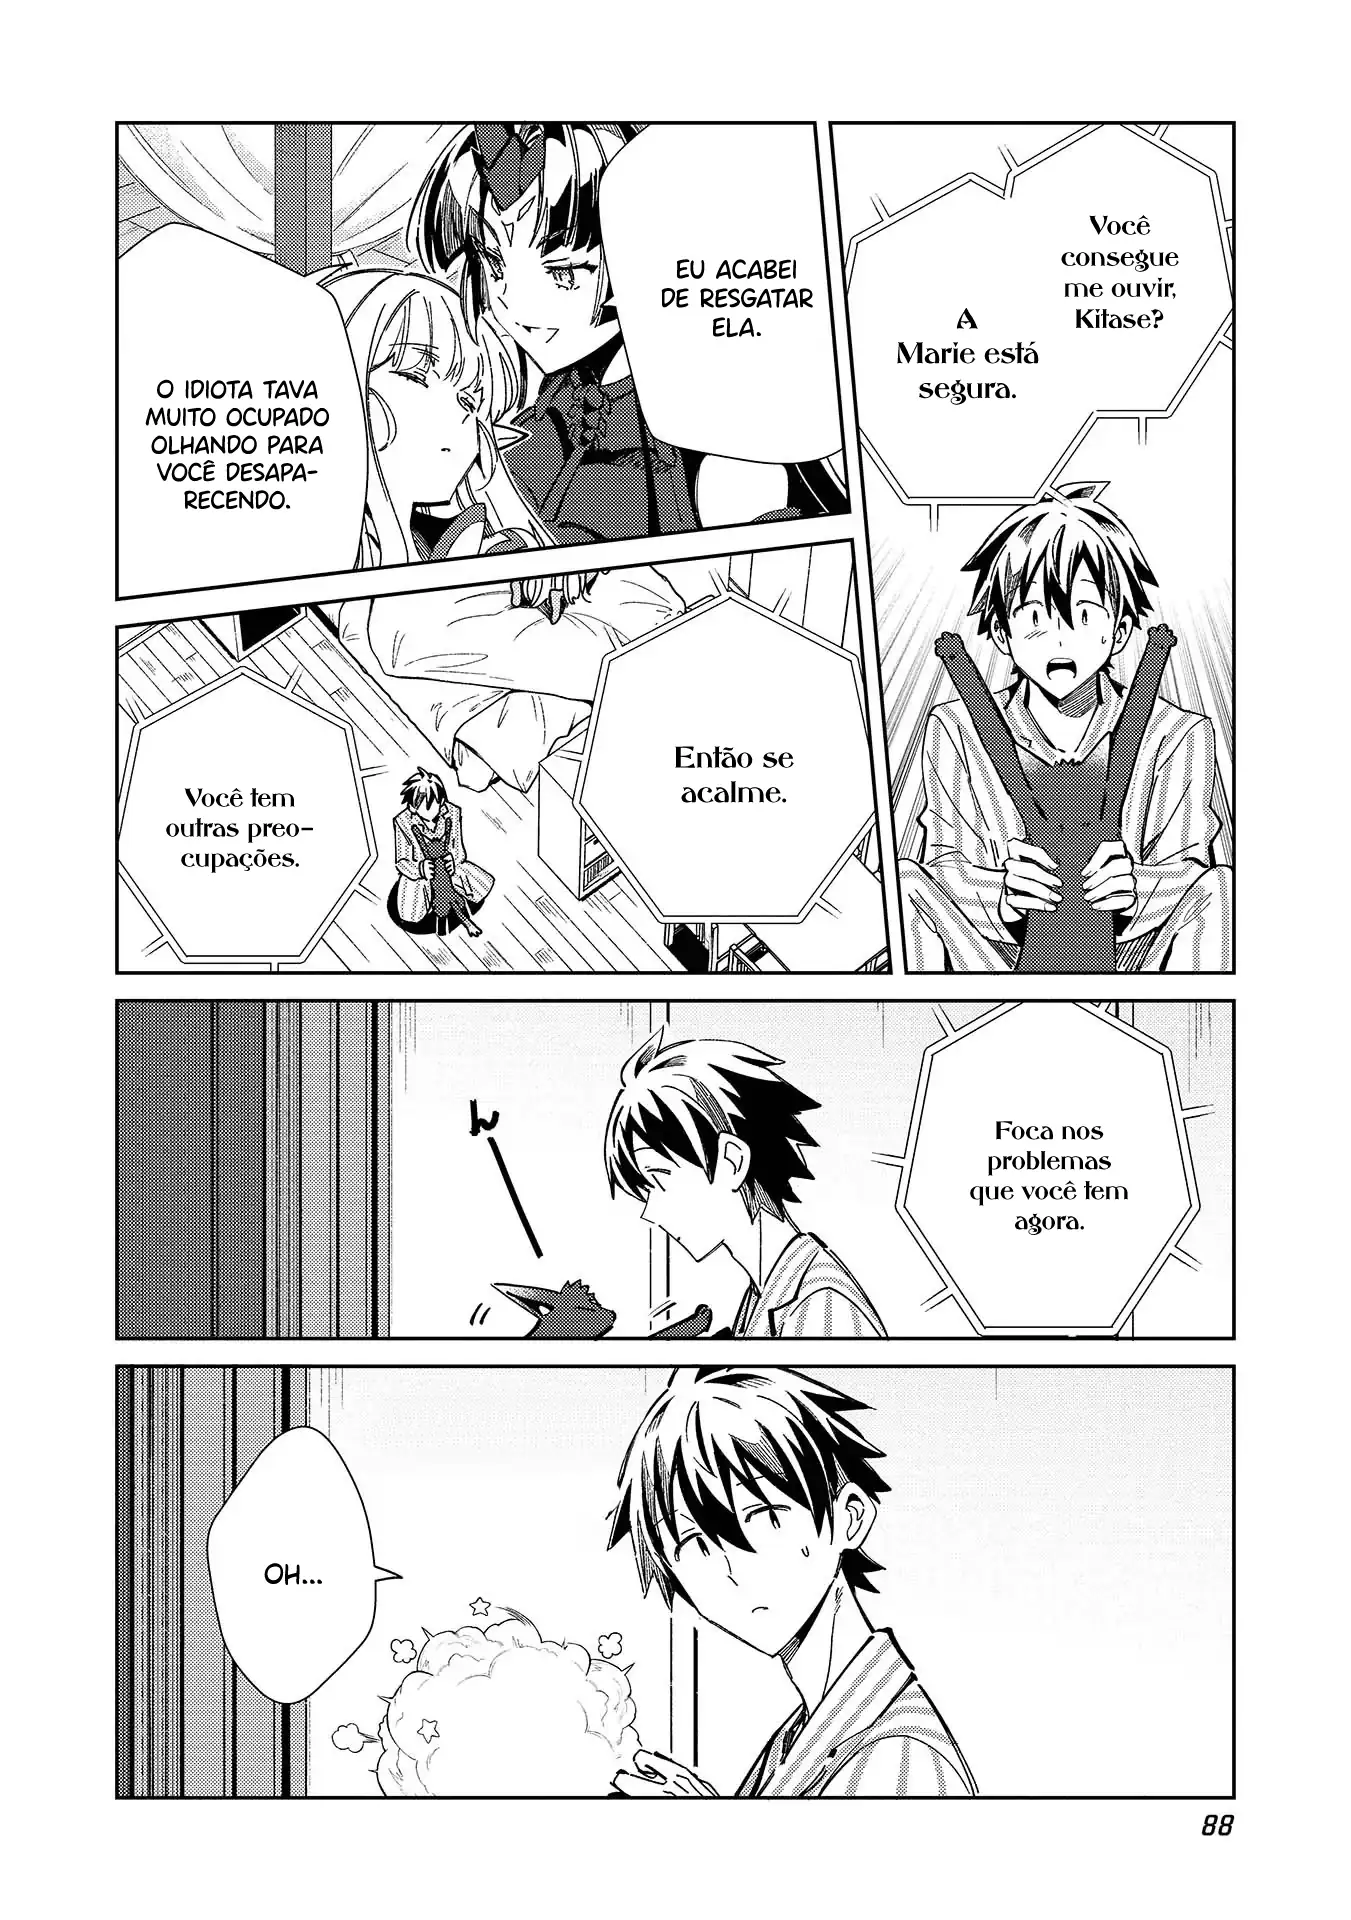 Você
consegue
me ouvir,
Kitase?
A
Marie está
segura.
EU ACABEI
DE RESGATAR
ELA.
O IDIOTA TAVA
MUITO OCUPADO
OLHANDO PARA
VOCÊ DESAPA-
RECENDO.
Então se
acalme.
Você tem
outras preo-
cupações.
Foca nos
problemas
que você tem
agora.
OH...
88